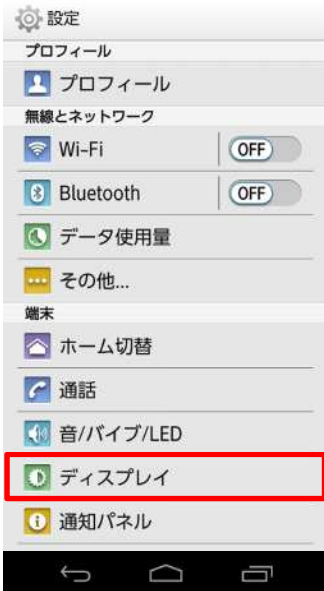 設定
プロフィール
プロフィール
無線とネットワーク
Wi-Fi OFF
Bluetooth OFF
データ使用量
その他...
端末
ホーム切替
通話
音/バイブ/LED
ディスプレイ
通知パネル